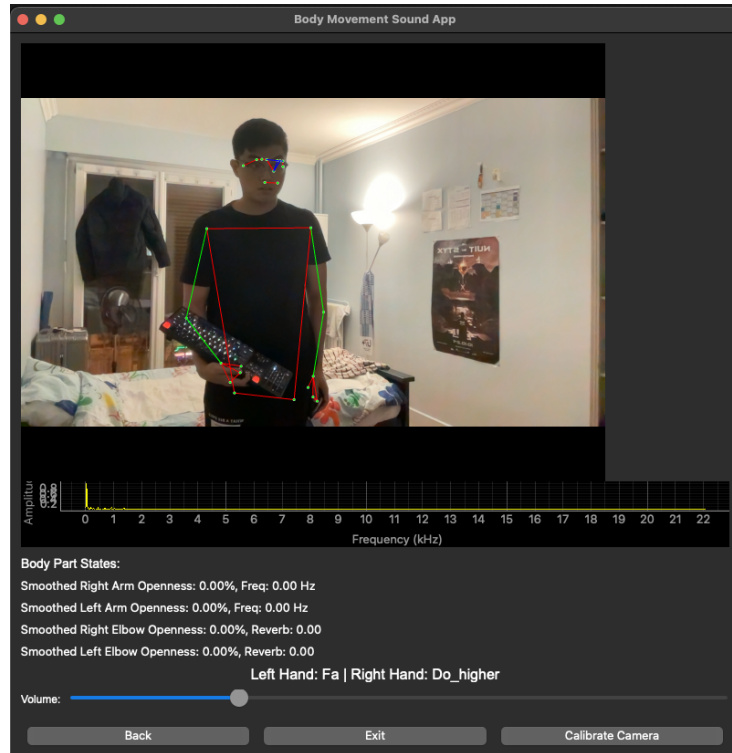 Body Movement Sound App
NUIT - STYX
Amplitu
0.2
0 1 2 3 4 5 6 7 8 9 10 11 12 13 14 15 16 17 18 19 20 21 22
Frequency (kHz)
Body Part States:
Smoothed Right Arm Openness: 0.00%, Freq: 0.00 Hz
Smoothed Left Arm Openness: 0.00%, Freq: 0.00 Hz
Smoothed Right Elbow Openness: 0.00%, Reverb: 0.00
Smoothed Left Elbow Openness: 0.00%, Reverb: 0.00
Left Hand: Fa | Right Hand: Do_higher
Volume:
Back Exit Calibrate Camera